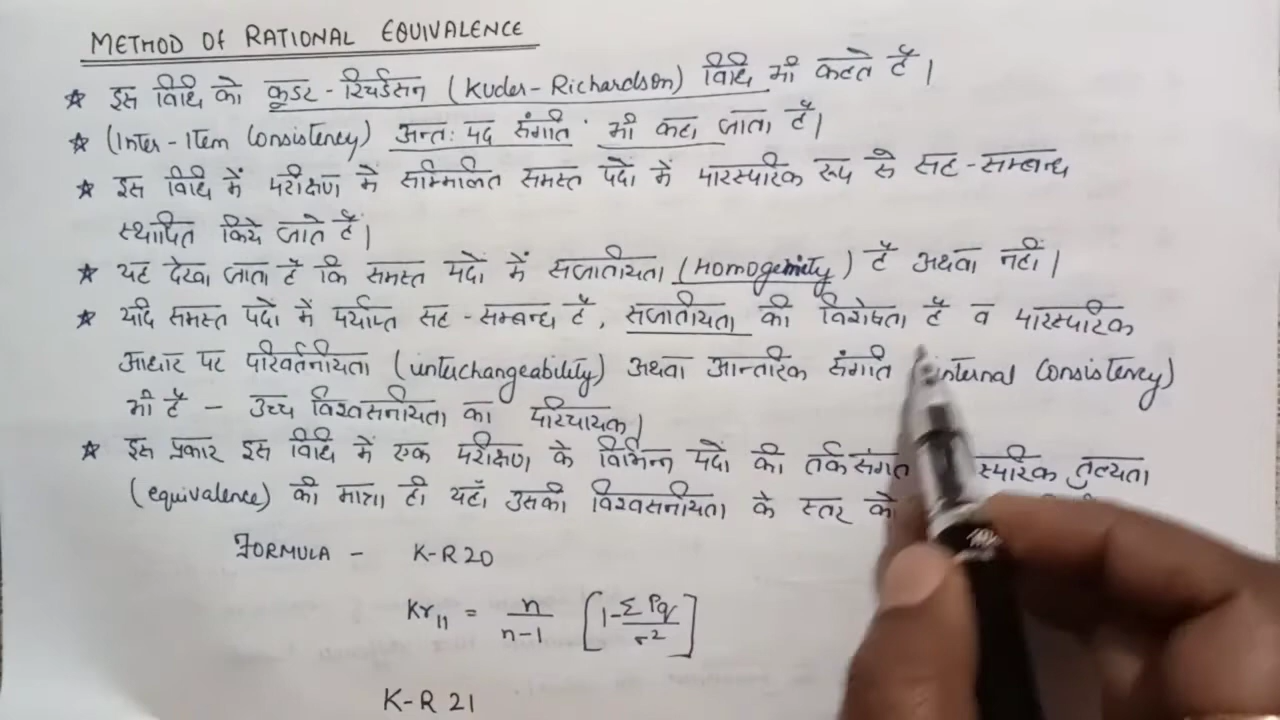 METHOD OF RATIONAL EQUIVALENCE
☆ इस विधि को कूडर - रिचर्डसन (Kuder - Richardson) विधि भी कहते हैं।
☆ (Inter - Item Consistency) अन्तः पद संगति भी कहा जाता है।
☆ इस विधि में परीक्षण में सम्मिलित समस्त पदों में पारस्परिक रूप से सह - सम्बन्ध
स्थापित किये जाते हैं।
☆ यह देखा जाता है कि समस्त पदों में सजातीयता (Homogeneity) है अथवा नहीं।
☆ यदि समस्त पदों में पर्याप्त सह - सम्बन्ध है, सजातीयता की विशेषता है व पारस्परिक
आधार पर परिवर्तनीयता (interchangeability) अथवा आन्तरिक संगति internal Consistency)
भी है - उच्च विश्वसनीयता का परिचायक।
☆ इस प्रकार इस विधि में एक परीक्षण के विभिन्न पदों की तर्कसंगत स्परिक तुल्यता
(equivalence) की मात्रा ही यहाँ उसकी विश्वसनीयता के स्तर को
FORMULA - K-R 20
Kr₁₁ = n/(n-1) [1 - Σ Pq/σ²]
K-R 21